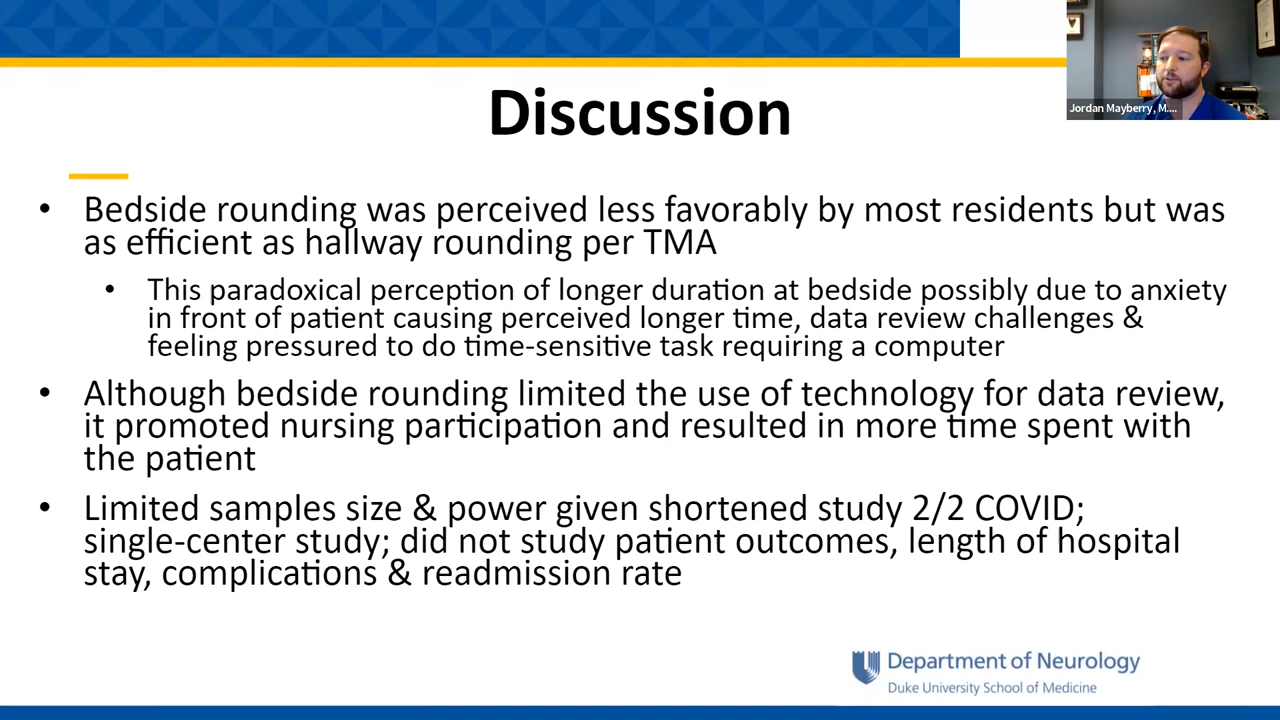 Jordan Mayberry, M....
Discussion
• Bedside rounding was perceived less favorably by most residents but was
as efficient as hallway rounding per TMA
• This paradoxical perception of longer duration at bedside possibly due to anxiety
in front of patient causing perceived longer time, data review challenges &
feeling pressured to do time-sensitive task requiring a computer
• Although bedside rounding limited the use of technology for data review,
it promoted nursing participation and resulted in more time spent with
the patient
• Limited samples size & power given shortened study 2/2 COVID;
single-center study; did not study patient outcomes, length of hospital
stay, complications & readmission rate
Department of Neurology
Duke University School of Medicine